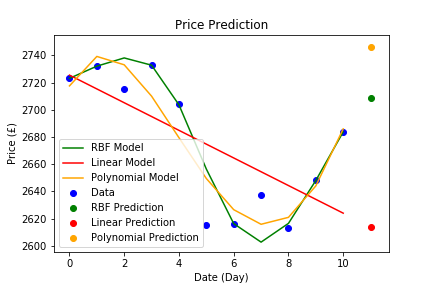 Price Prediction
Price (£)
2740
2720
2700
2680
2660
2640
2620
2600
RBF Model
Linear Model
Polynomial Model
Data
RBF Prediction
Linear Prediction
Polynomial Prediction
0 2 4 6 8 10
Date (Day)